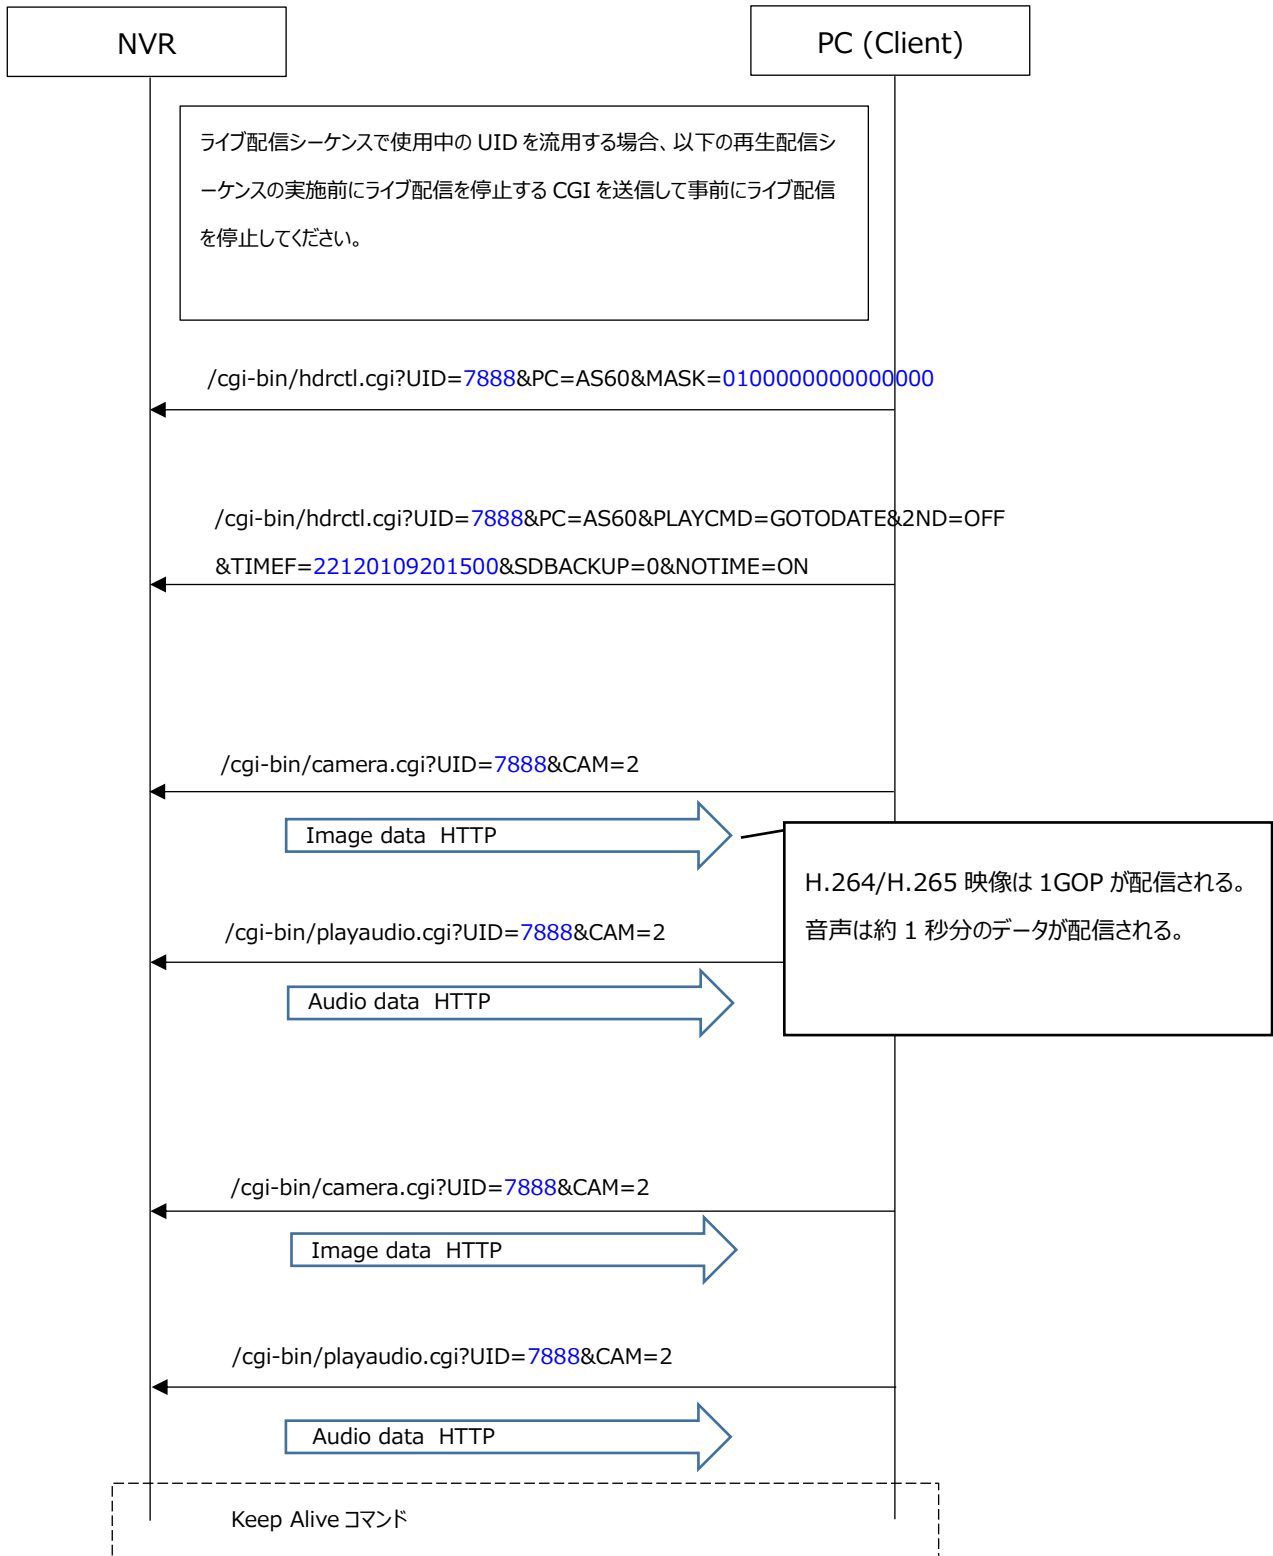 NVR
PC (Client)
ライブ配信シーケンスで使用中の UID を流用する場合、以下の再生配信シ
ーケンスの実施前にライブ配信を停止する CGI を送信して事前にライブ配信
を停止してください。
/cgi-bin/hdrctl.cgi?UID=7888&PC=AS60&MASK=0100000000000000
/cgi-bin/hdrctl.cgi?UID=7888&PC=AS60&PLAYCMD=GOTODATE&2ND=OFF
&TIMEF=22120109201500&SDBACKUP=0&NOTIME=ON
/cgi-bin/camera.cgi?UID=7888&CAM=2
Image data HTTP
H.264/H.265 映像は 1GOP が配信される。
音声は約 1 秒分のデータが配信される。
/cgi-bin/playaudio.cgi?UID=7888&CAM=2
Audio data HTTP
/cgi-bin/camera.cgi?UID=7888&CAM=2
Image data HTTP
/cgi-bin/playaudio.cgi?UID=7888&CAM=2
Audio data HTTP
Keep Alive コマンド